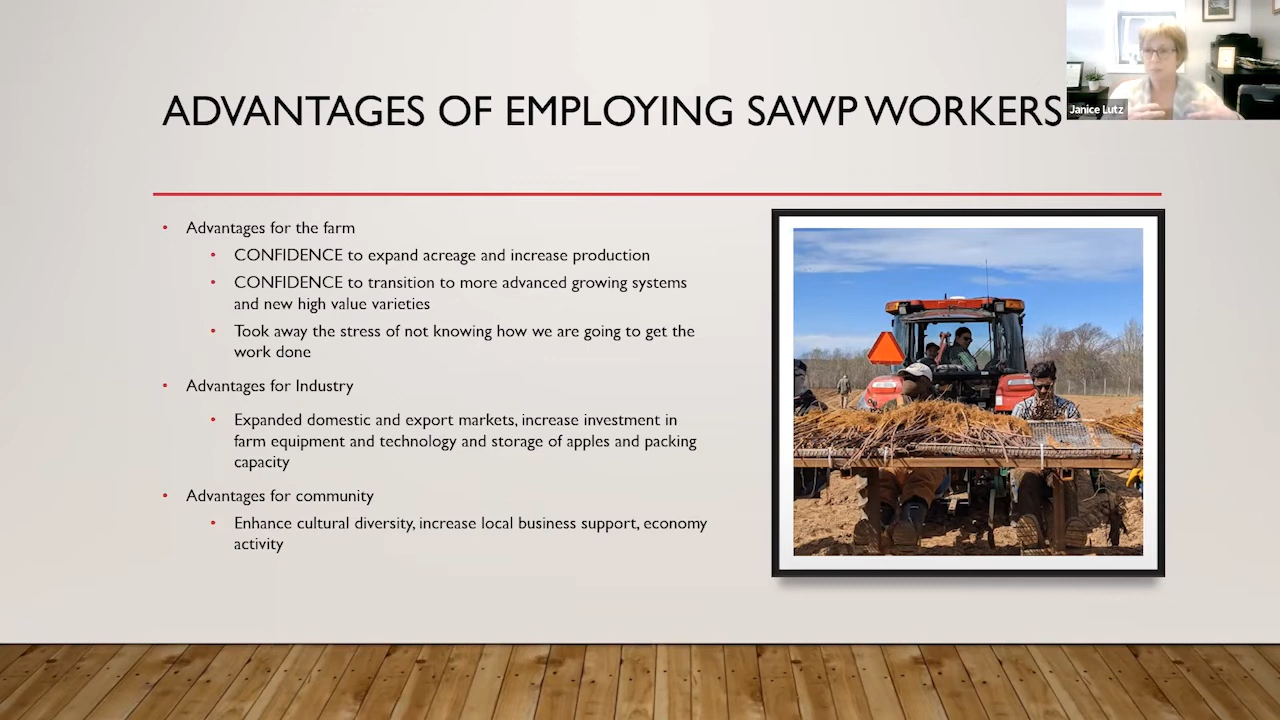 ADVANTAGES OF EMPLOYING SAWP WORKERS
Janice Lutz
• Advantages for the farm
• CONFIDENCE to expand acreage and increase production
• CONFIDENCE to transition to more advanced growing systems
and new high value varieties
• Took away the stress of not knowing how we are going to get the
work done
• Advantages for Industry
• Expanded domestic and export markets, increase investment in
farm equipment and technology and storage of apples and packing
capacity
• Advantages for community
• Enhance cultural diversity, increase local business support, economy
activity